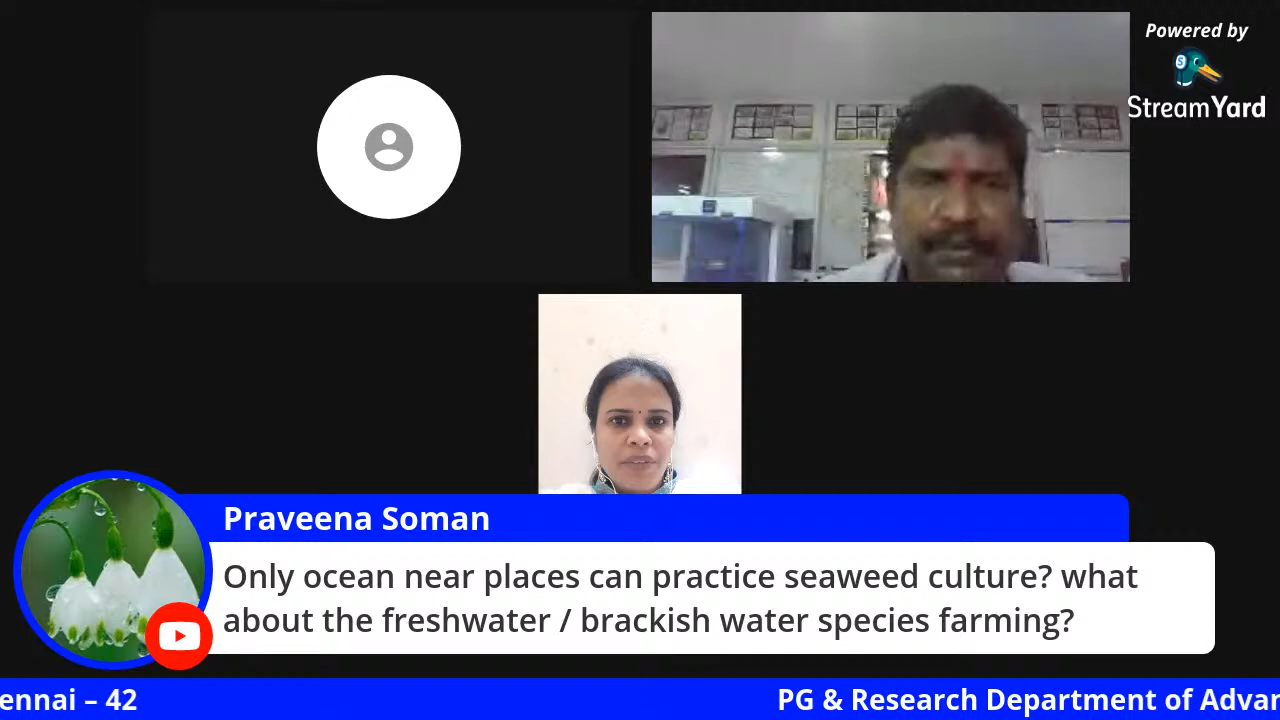 Powered by
StreamYard
Praveena Soman
Only ocean near places can practice seaweed culture? what
about the freshwater / brackish water species farming?
ennai – 42
PG & Research Department of Advan